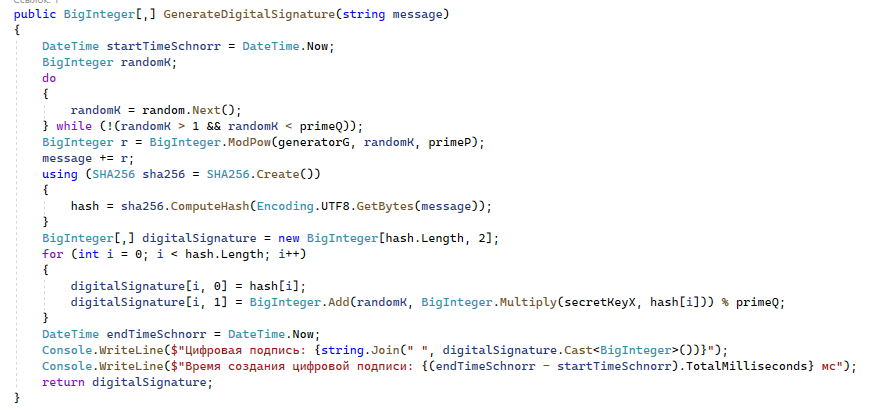 public BigInteger[,] GenerateDigitalSignature(string message)
{
    DateTime startTimeSchnorr = DateTime.Now;
    BigInteger randomK;
    do
    {
        randomK = random.Next();
    } while (!(randomK > 1 && randomK < primeQ));
    BigInteger r = BigInteger.ModPow(generatorG, randomK, primeP);
    message += r;
    using (SHA256 sha256 = SHA256.Create())
    {
        hash = sha256.ComputeHash(Encoding.UTF8.GetBytes(message));
    }
    BigInteger[,] digitalSignature = new BigInteger[hash.Length, 2];
    for (int i = 0; i < hash.Length; i++)
    {
        digitalSignature[i, 0] = hash[i];
        digitalSignature[i, 1] = BigInteger.Add(randomK, BigInteger.Multiply(secretKeyX, hash[i])) % primeQ;
    }
    DateTime endTimeSchnorr = DateTime.Now;
    Console.WriteLine($"Цифровая подпись: {string.Join(" ", digitalSignature.Cast<BigInteger>())}");
    Console.WriteLine($"Время создания цифровой подписи: {(endTimeSchnorr - startTimeSchnorr).TotalMilliseconds} мс");
    return digitalSignature;
}